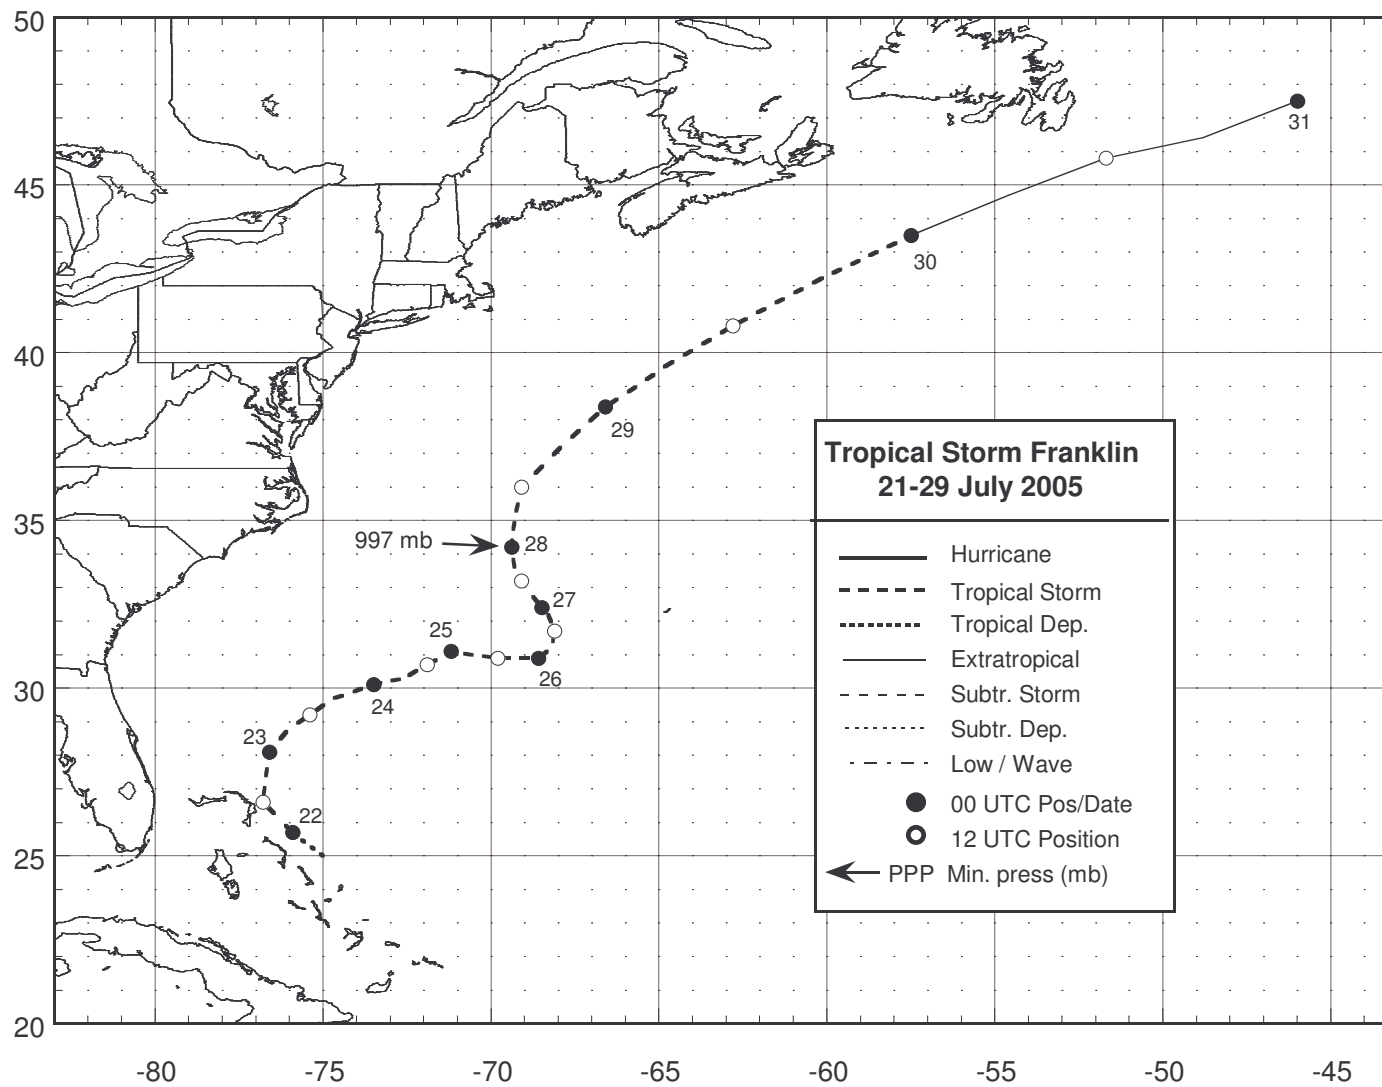 50
31
45
30
40
29
Tropical Storm Franklin
21-29 July 2005
35
997 mb
28
Hurricane
Tropical Storm
27
Tropical Dep.
25
Extratropical
26
30
24
Subtr. Storm
23
Subtr. Dep.
Low / Wave
22
00 UTC Pos/Date
12 UTC Position
25
PPP Min. press (mb)
20
-80 -75 -70 -65 -60 -55 -50 -45